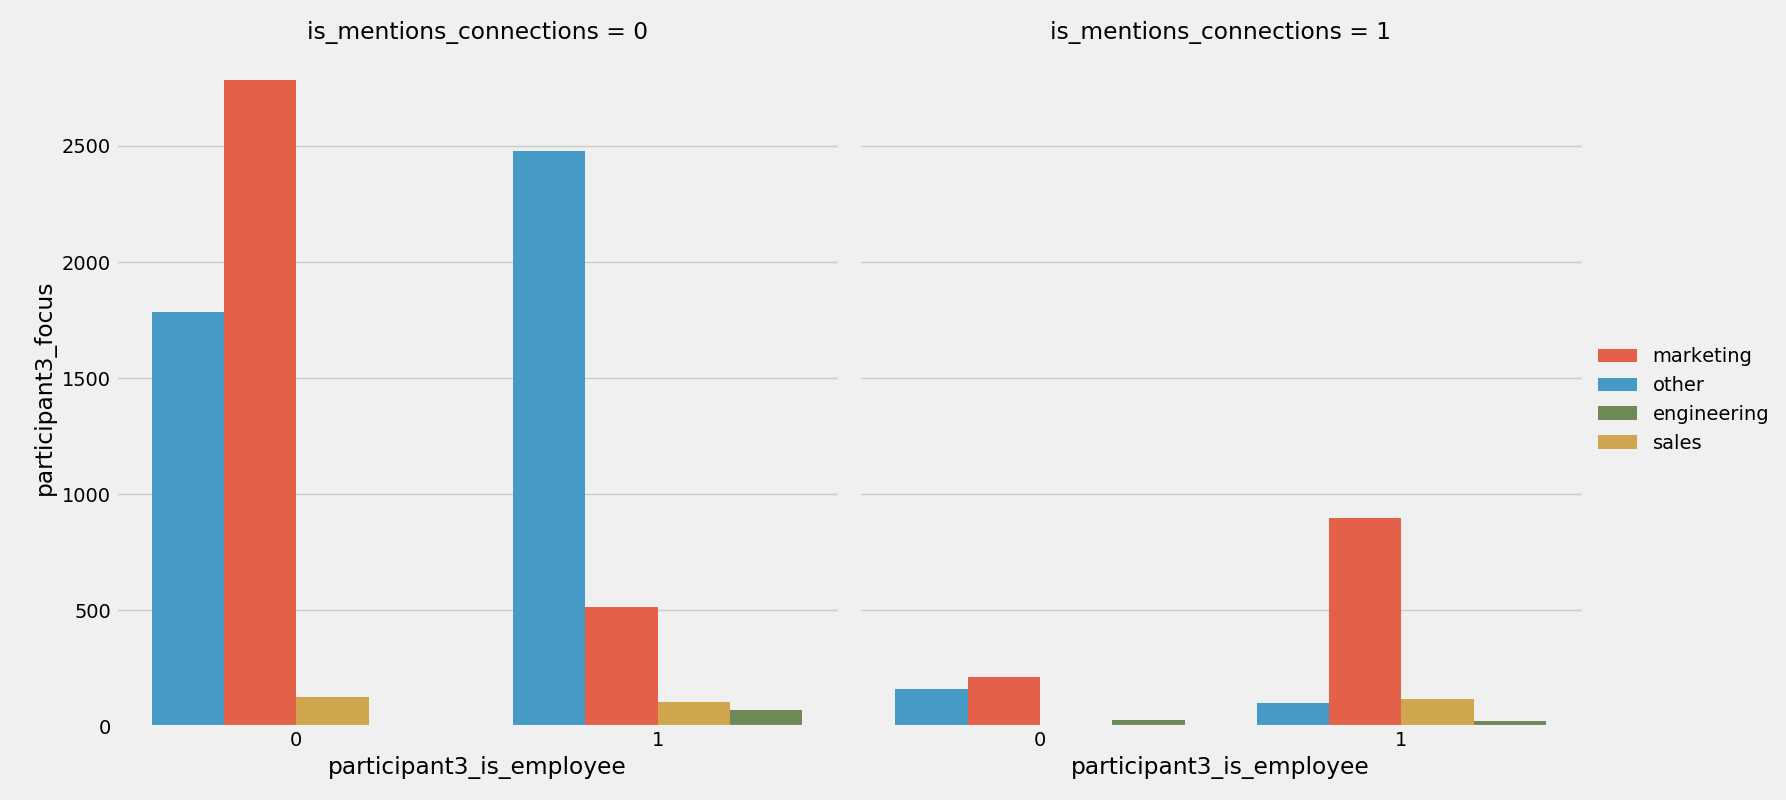 is_mentions_connections = 0
is_mentions_connections = 1
participant3_focus
2500
2000
1500
1000
500
0
0
1
0
1
participant3_is_employee
participant3_is_employee
marketing
other
engineering
sales